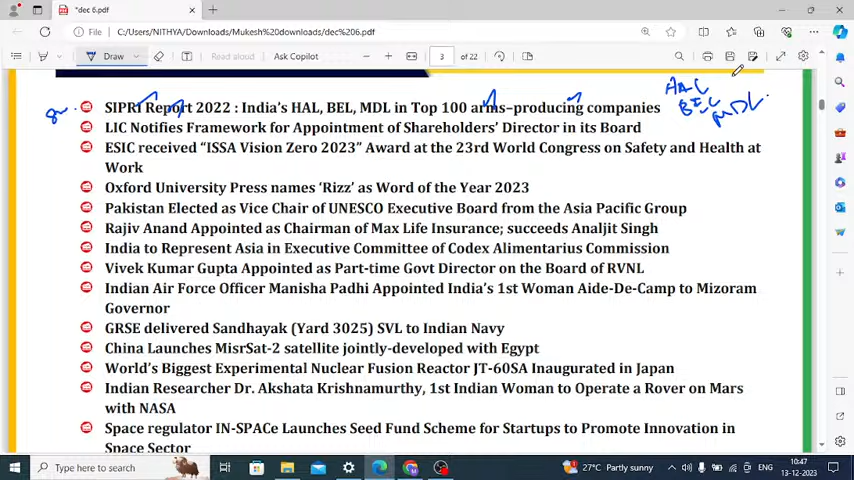 *dec 6.pdf
File
C:/Users/NITHYA/Downloads/Mukesh%20downloads/dec%206.pdf
Draw
Read aloud
Ask Copilot
3
of 22
SIPRI Report 2022 : India's HAL, BEL, MDL in Top 100 arms–producing companies
LIC Notifies Framework for Appointment of Shareholders' Director in its Board
ESIC received "ISSA Vision Zero 2023" Award at the 23rd World Congress on Safety and Health at
Work
Oxford University Press names 'Rizz' as Word of the Year 2023
Pakistan Elected as Vice Chair of UNESCO Executive Board from the Asia Pacific Group
Rajiv Anand Appointed as Chairman of Max Life Insurance; succeeds Analjit Singh
India to Represent Asia in Executive Committee of Codex Alimentarius Commission
Vivek Kumar Gupta Appointed as Part-time Govt Director on the Board of RVNL
Indian Air Force Officer Manisha Padhi Appointed India's 1st Woman Aide-De-Camp to Mizoram
Governor
GRSE delivered Sandhayak (Yard 3025) SVL to Indian Navy
China Launches MisrSat-2 satellite jointly-developed with Egypt
World's Biggest Experimental Nuclear Fusion Reactor JT-60SA Inaugurated in Japan
Indian Researcher Dr. Akshata Krishnamurthy, 1st Indian Woman to Operate a Rover on Mars
with NASA
Space regulator IN-SPACe Launches Seed Fund Scheme for Startups to Promote Innovation in
Space Sector
Type here to search
27°C Partly sunny
ENG
10:47
13-12-2023